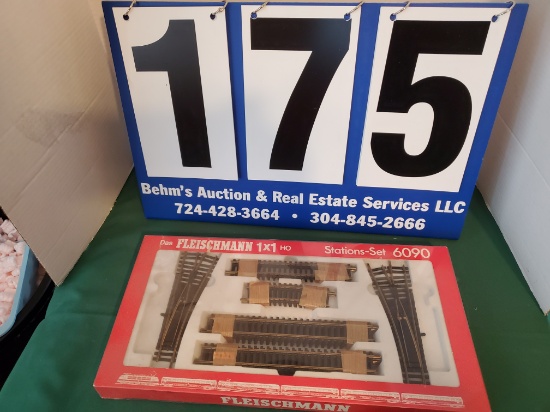 175
Behm's Auction & Real Estate Services LLC
724-428-3664 • 304-845-2666
Das FLEISCHMANN 1x1 HO Stations-Set 6090
FLEISCHMANN